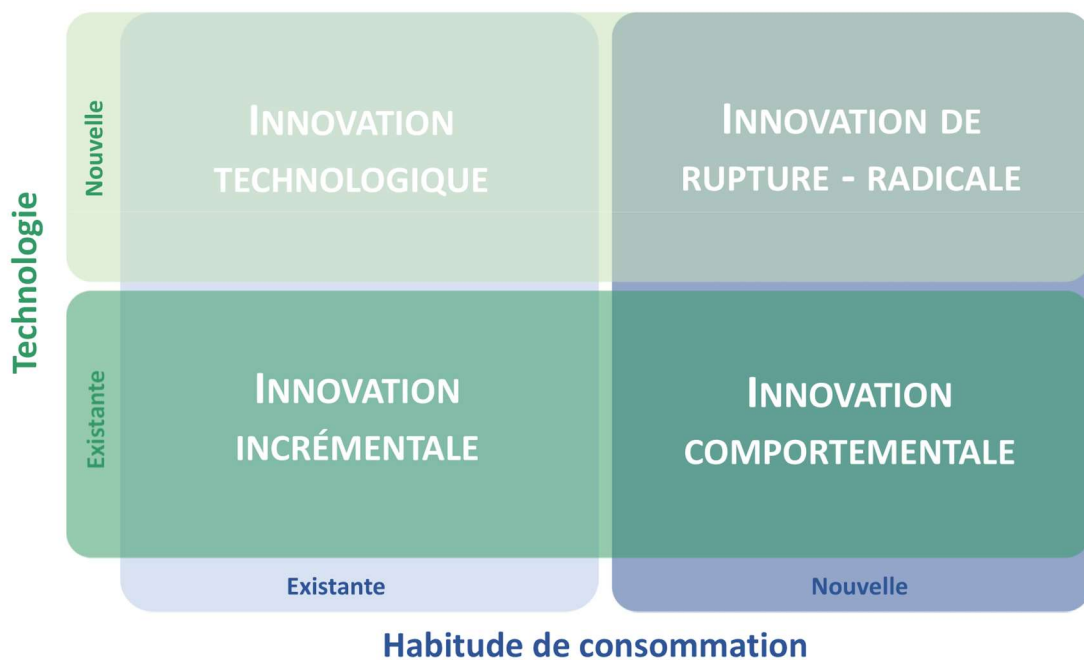 Technologie
Nouvelle
INNOVATION
TECHNOLOGIQUE
INNOVATION DE
RUPTURE - RADICALE
Existante
INNOVATION
INCRÉMENTALE
INNOVATION
COMPORTEMENTALE
Existante
Nouvelle
Habitude de consommation